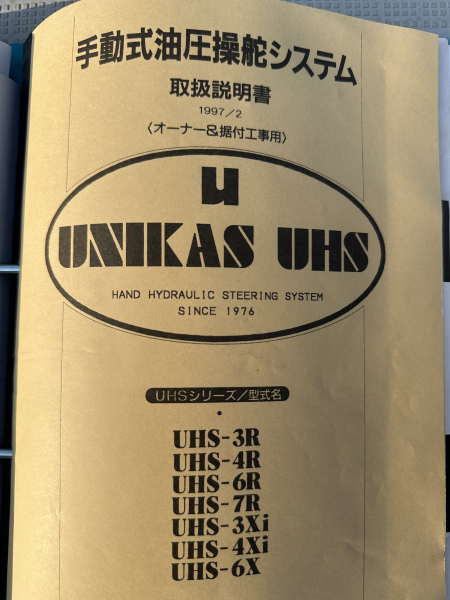 手動式油圧操舵システム
取扱説明書
1997/2
〈オーナー&据付工事用〉
u
UNIKAS UHS
HAND HYDRAULIC STEERING SYSTEM
SINCE 1976
UHSシリーズ/型式名
UHS-3R
UHS-4R
UHS-6R
UHS-7R
UHS-3Xi
UHS-4Xi
UHS-6X